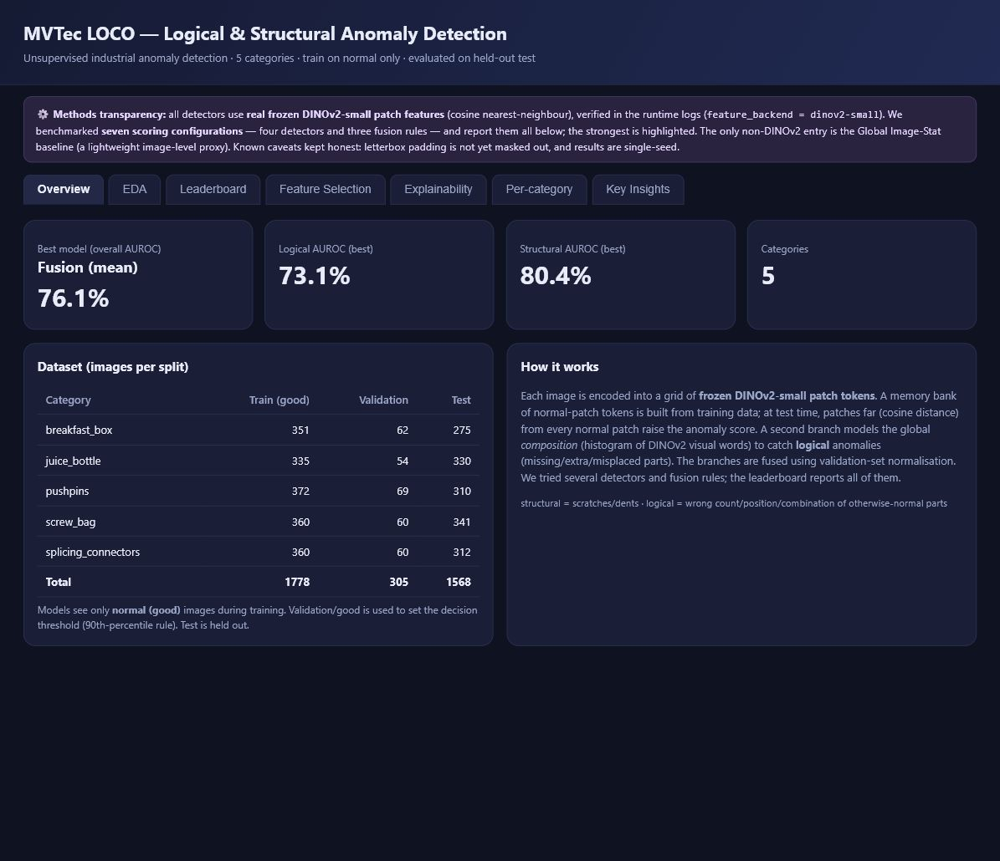 MVTec LOCO — Logical & Structural Anomaly Detection
Unsupervised industrial anomaly detection · 5 categories · train on normal only · evaluated on held-out test
⚙ Methods transparency: all detectors use real frozen DINOv2-small patch features (cosine nearest-neighbour), verified in the runtime logs (feature_backend = dinov2-small). We
benchmarked seven scoring configurations — four detectors and three fusion rules — and report them all below; the strongest is highlighted. The only non-DINOv2 entry is the Global Image-Stat
baseline (a lightweight image-level proxy). Known caveats kept honest: letterbox padding is not yet masked out, and results are single-seed.
Overview EDA Leaderboard Feature Selection Explainability Per-category Key Insights
Best model (overall AUROC)
Fusion (mean)
76.1%
Logical AUROC (best)
73.1%
Structural AUROC (best)
80.4%
Categories
5
Dataset (images per split)
Category Train (good) Validation Test
breakfast_box 351 62 275
juice_bottle 335 54 330
pushpins 372 69 310
screw_bag 360 60 341
splicing_connectors 360 60 312
Total 1778 305 1568
Models see only normal (good) images during training. Validation/good is used to set the decision
threshold (90th-percentile rule). Test is held out.
How it works
Each image is encoded into a grid of frozen DINOv2-small patch tokens. A memory bank
of normal-patch tokens is built from training data; at test time, patches far (cosine distance)
from every normal patch raise the anomaly score. A second branch models the global
composition (histogram of DINOv2 visual words) to catch logical anomalies
(missing/extra/misplaced parts). The branches are fused using validation-set normalisation.
We tried several detectors and fusion rules; the leaderboard reports all of them.
structural = scratches/dents · logical = wrong count/position/combination of otherwise-normal parts